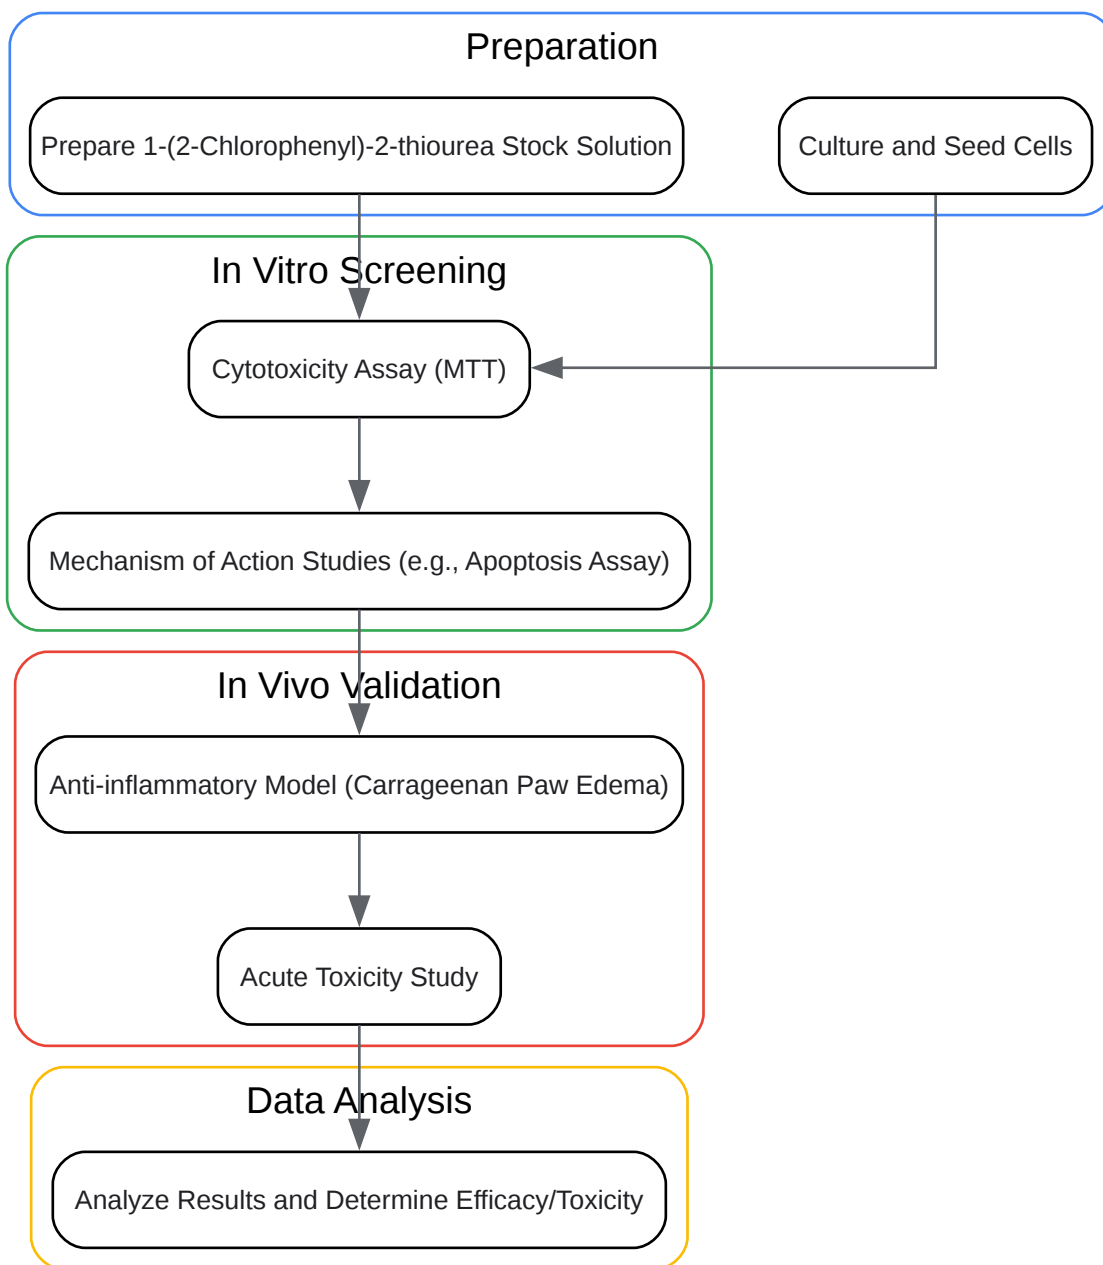 Preparation
Prepare 1-(2-Chlorophenyl)-2-thiourea Stock Solution
Culture and Seed Cells
In Vitro Screening
Cytotoxicity Assay (MTT)
Mechanism of Action Studies (e.g., Apoptosis Assay)
In Vivo Validation
Anti-inflammatory Model (Carrageenan Paw Edema)
Acute Toxicity Study
Data Analysis
Analyze Results and Determine Efficacy/Toxicity